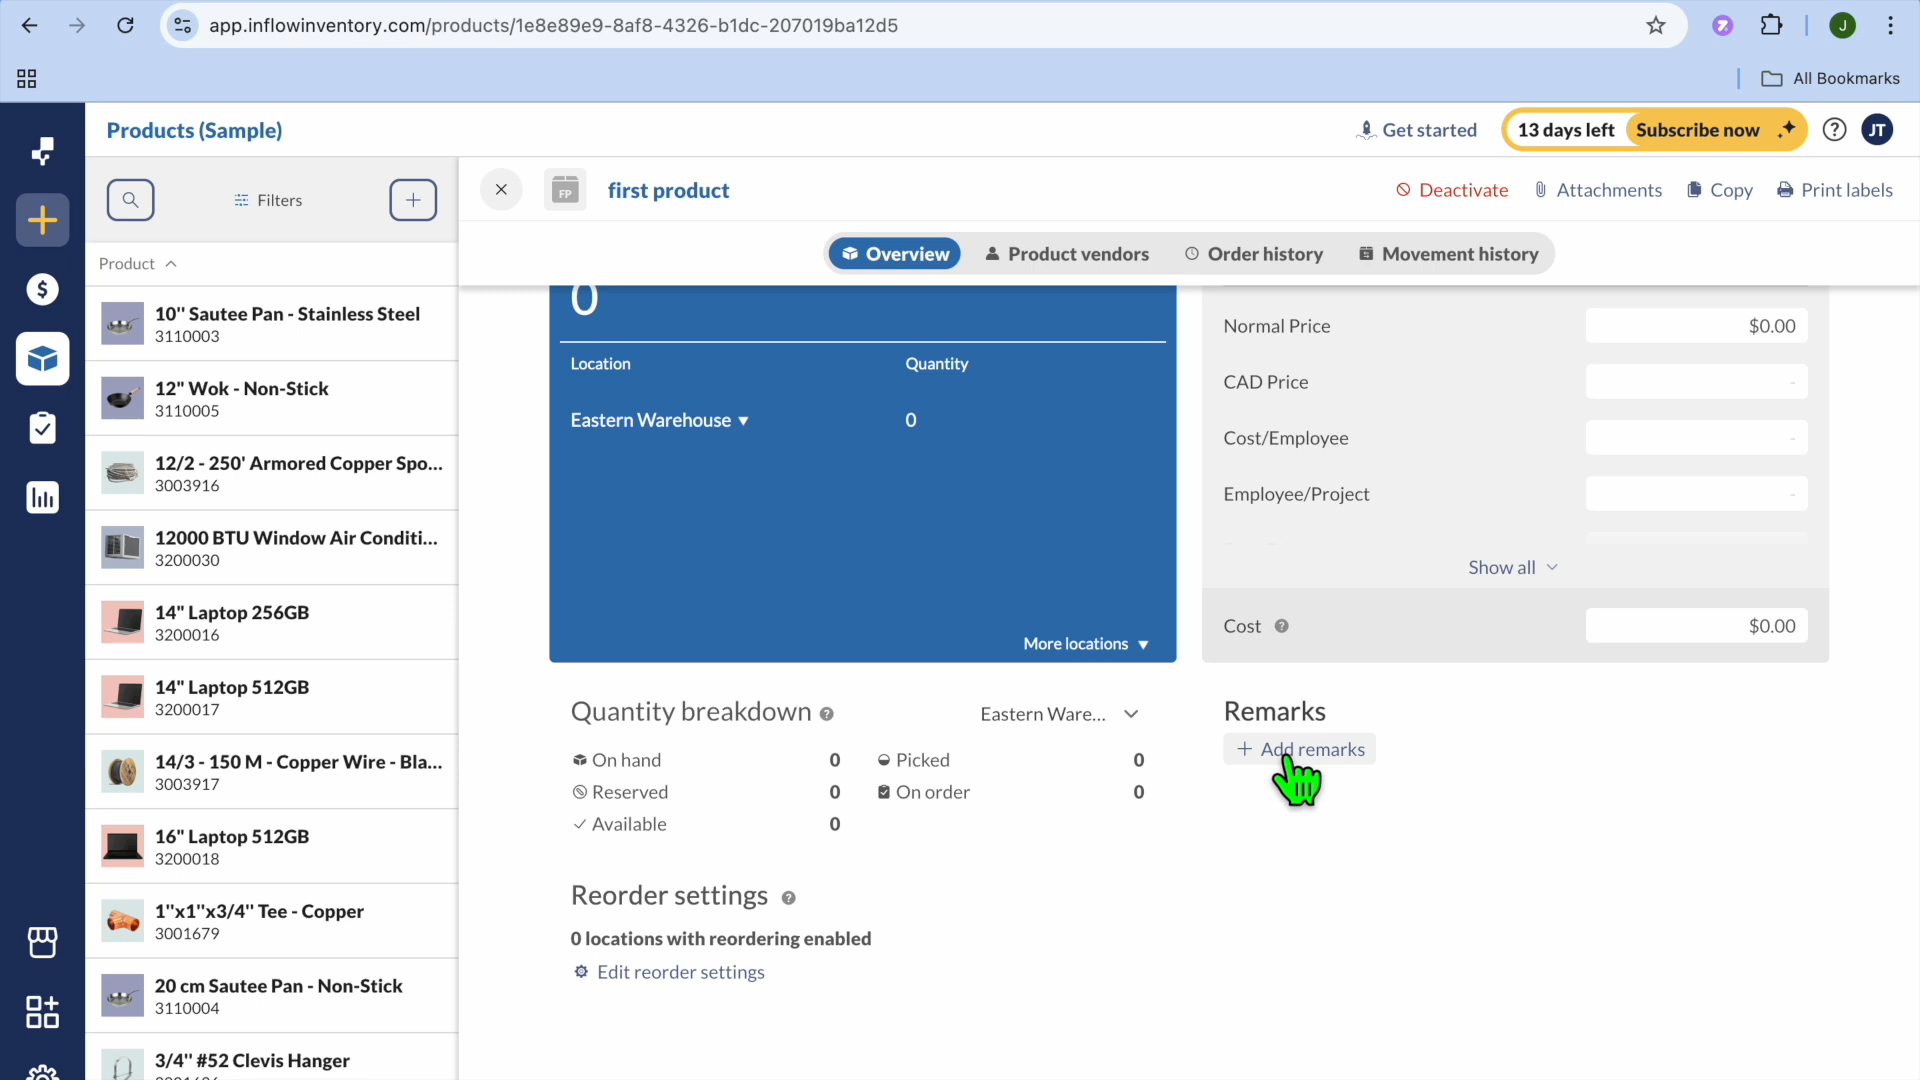 app.inflowinventory.com/products/1e8e89e9-8af8-4326-b1dc-207019ba12d5
J
All Bookmarks
Products (Sample)
Get started
13 days left
Subscribe now
?
JT
Filters
FP
first product
Deactivate
Attachments
Copy
Print labels
Product
Overview
Product vendors
Order history
Movement history
10'' Sautee Pan - Stainless Steel
3110003
12" Wok - Non-Stick
3110005
12/2 - 250' Armored Copper Spo...
3003916
12000 BTU Window Air Conditi...
3200030
14" Laptop 256GB
3200016
14" Laptop 512GB
3200017
14/3 - 150 M - Copper Wire - Bla...
3003917
16" Laptop 512GB
3200018
1''x1''x3/4'' Tee - Copper
3001679
20 cm Sautee Pan - Non-Stick
3110004
3/4'' #52 Clevis Hanger
0
Location Quantity
Eastern Warehouse 0
More locations
Normal Price $0.00
CAD Price -
Cost/Employee -
Employee/Project -
Show all
Cost ? $0.00
Quantity breakdown ?
Eastern Ware...
On hand 0 Picked 0
Reserved 0 On order 0
Available 0
Remarks
+ Add remarks
Reorder settings ?
0 locations with reordering enabled
Edit reorder settings